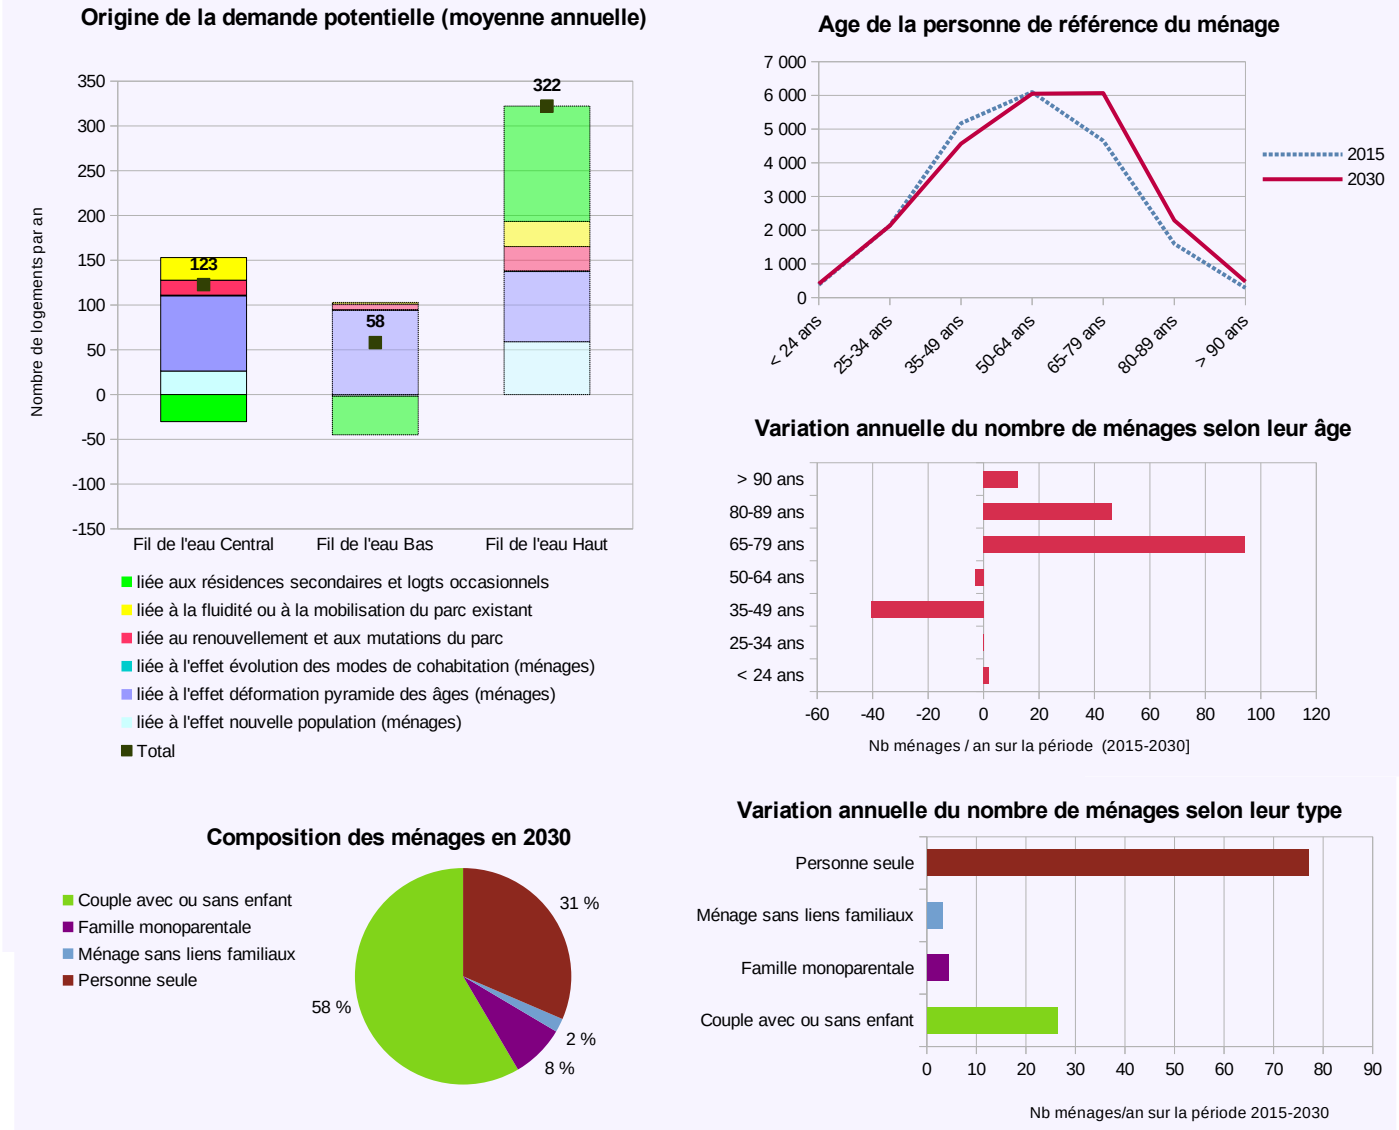 Origine de la demande potentielle (moyenne annuelle)
350
300
250
200
150
100
50
0
-50
-100
-150
Nombre de logements par an
123
58
322
Fil de l'eau Central
Fil de l'eau Bas
Fil de l'eau Haut
liée aux résidences secondaires et logts occasionnels
liée à la fluidité ou à la mobilisation du parc existant
liée au renouvellement et aux mutations du parc
liée à l'effet évolution des modes de cohabitation (ménages)
liée à l'effet déformation pyramide des âges (ménages)
liée à l'effet nouvelle population (ménages)
Total
Age de la personne de référence du ménage
7 000
6 000
5 000
4 000
3 000
2 000
1 000
0
< 24 ans
25-34 ans
35-49 ans
50-64 ans
65-79 ans
80-89 ans
> 90 ans
2015
2030
Variation annuelle du nombre de ménages selon leur âge
> 90 ans
80-89 ans
65-79 ans
50-64 ans
35-49 ans
25-34 ans
< 24 ans
-60 -40 -20 0 20 40 60 80 100 120
Nb ménages / an sur la période (2015-2030]
Composition des ménages en 2030
Couple avec ou sans enfant
Famille monoparentale
Ménage sans liens familiaux
Personne seule
31 %
2 %
8 %
58 %
Variation annuelle du nombre de ménages selon leur type
Personne seule
Ménage sans liens familiaux
Famille monoparentale
Couple avec ou sans enfant
0 10 20 30 40 50 60 70 80 90
Nb ménages/an sur la période 2015-2030